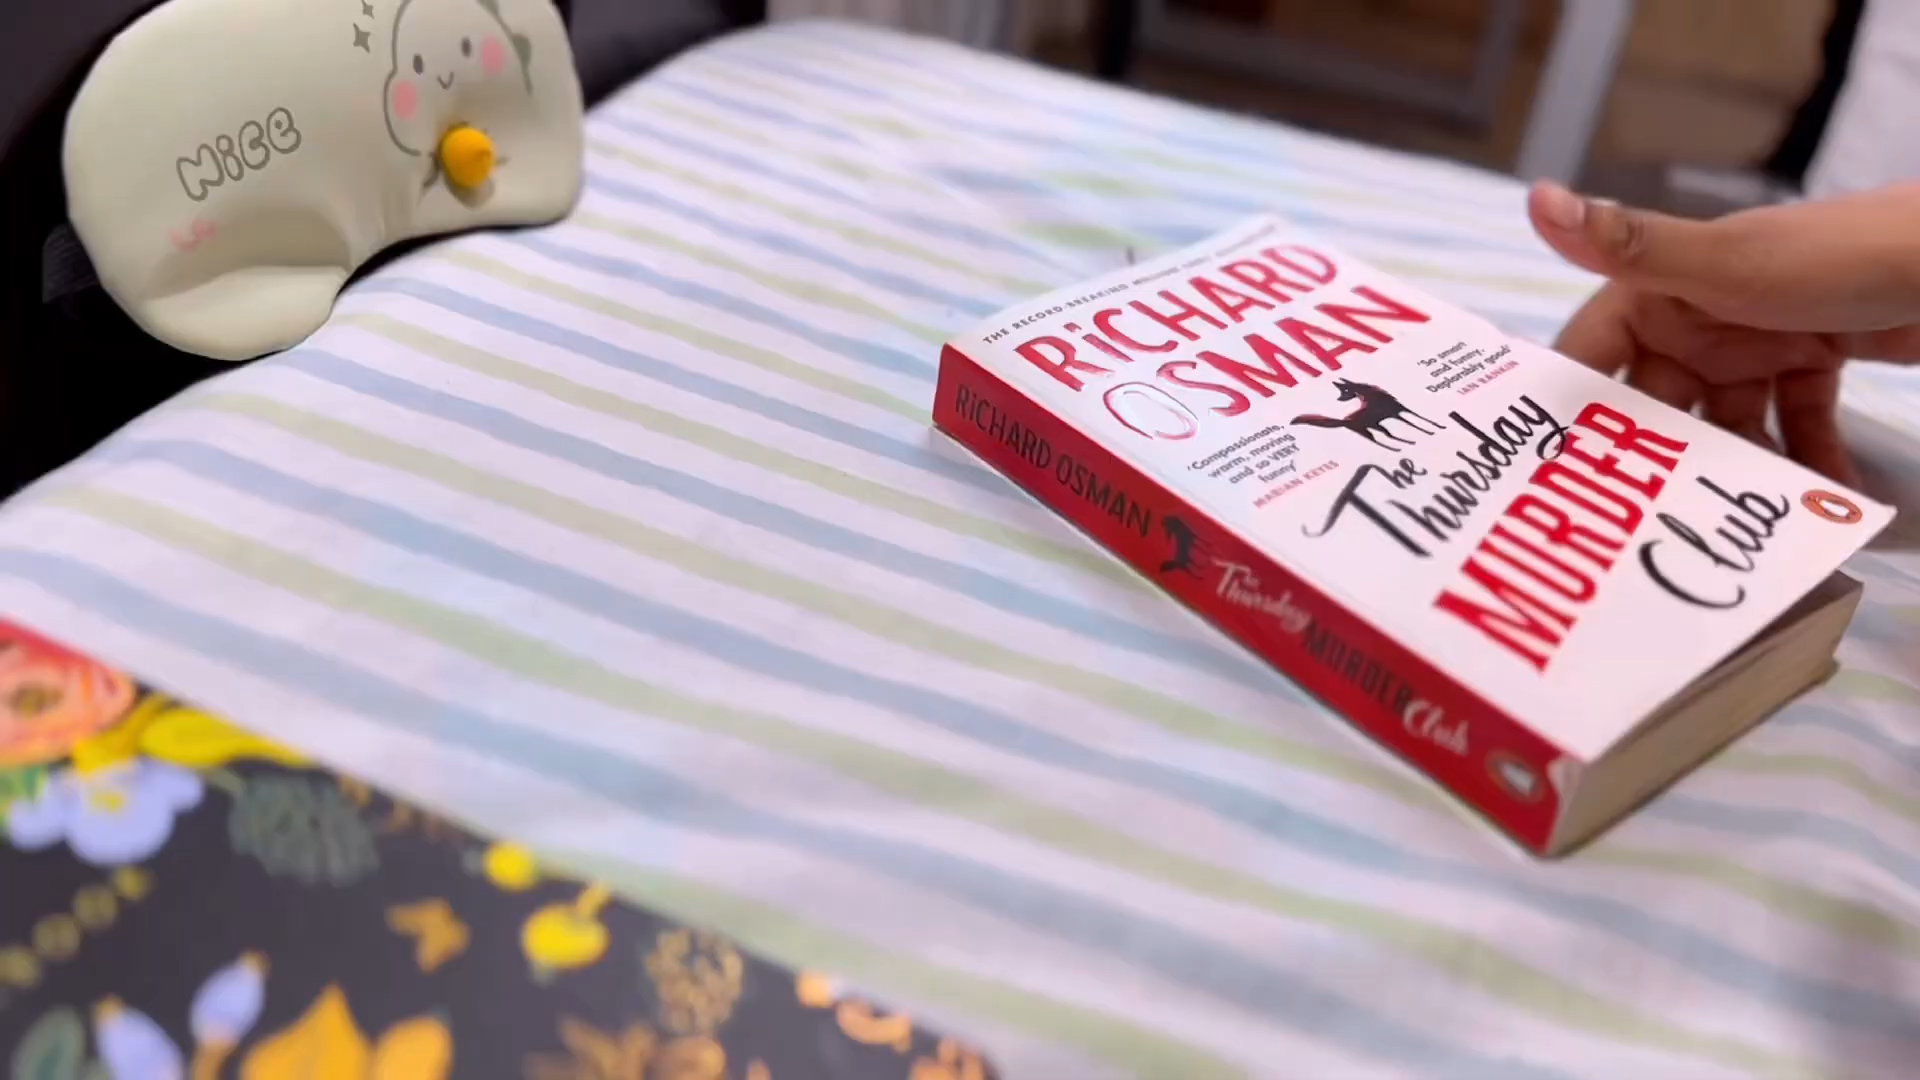 Nice
THE RECORD-BREAKING
RiCHARD
OSMAN
'So smart
and funny.
Deplorably good'
IAN RANKIN
'Compassionate,
warm, moving
and so VERY
funny'
MARIAN KEYES
The
Thursday
MURDER
Club
RiCHARD OSMAN The Thursday MURDER Club